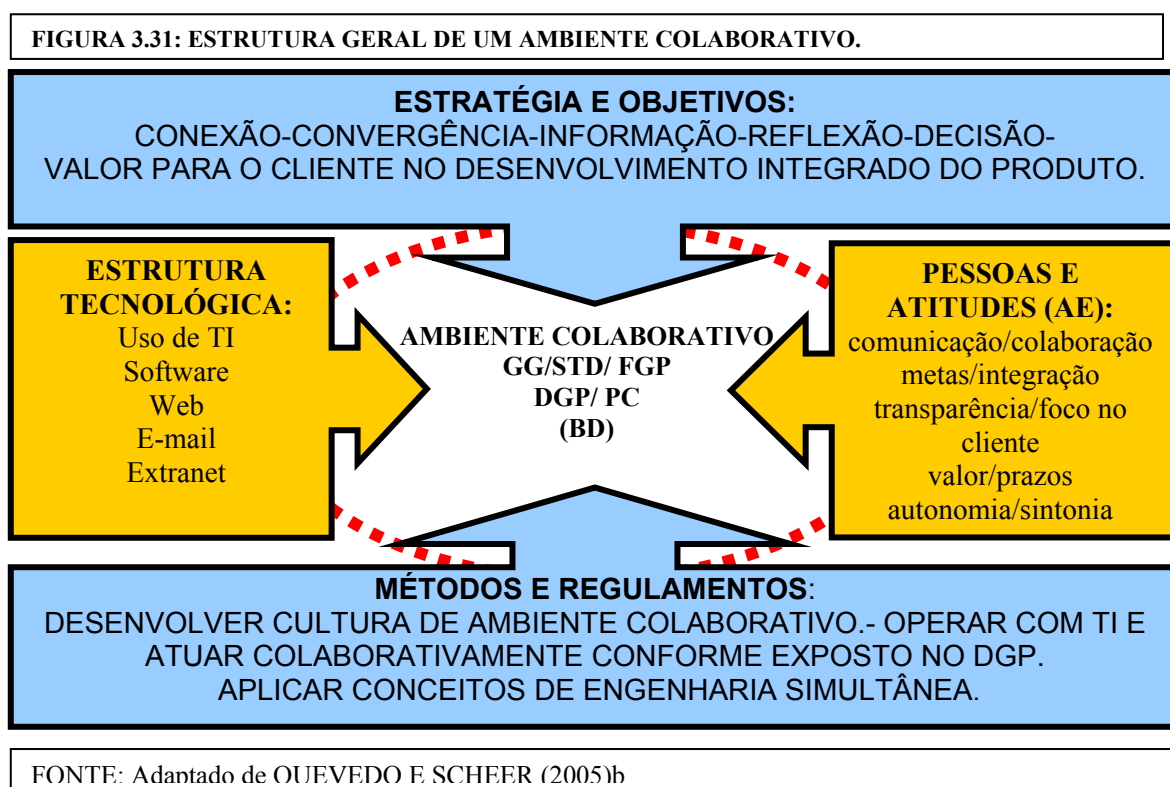 FIGURA 3.31: ESTRUTURA GERAL DE UM AMBIENTE COLABORATIVO.
ESTRATÉGIA E OBJETIVOS:
CONEXÃO-CONVERGÊNCIA-INFORMAÇÃO-REFLEXÃO-DECISÃO-
VALOR PARA O CLIENTE NO DESENVOLVIMENTO INTEGRADO DO PRODUTO.
ESTRUTURA
TECNOLÓGICA:
Uso de TI
Software
Web
E-mail
Extranet
AMBIENTE COLABORATIVO
GG/STD/ FGP
DGP/ PC
(BD)
PESSOAS E
ATITUDES (AE):
comunicação/colaboração
metas/integração
transparência/foco no
cliente
valor/prazos
autonomia/sintonia
MÉTODOS E REGULAMENTOS:
DESENVOLVER CULTURA DE AMBIENTE COLABORATIVO.- OPERAR COM TI E
ATUAR COLABORATIVAMENTE CONFORME EXPOSTO NO DGP.
APLICAR CONCEITOS DE ENGENHARIA SIMULTÂNEA.
FONTE: Adaptado de QUEVEDO E SCHEER (2005)b